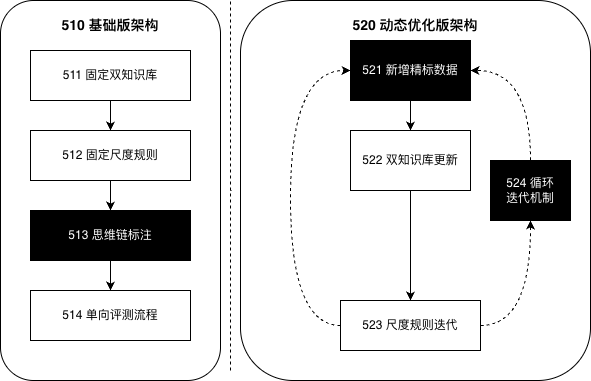 510 基础版架构
511 固定双知识库
512 固定尺度规则
513 思维链标注
514 单向评测流程
520 动态优化版架构
521 新增精标数据
522 双知识库更新
524 循环
迭代机制
523 尺度规则迭代